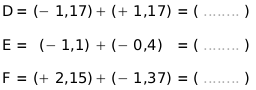 D = (− 1,17) + (+ 1,17) = ( ........ )
E = (− 1,1) + (− 0,4) = ( ........ )
F = (+ 2,15) + (− 1,37) = ( ........ )